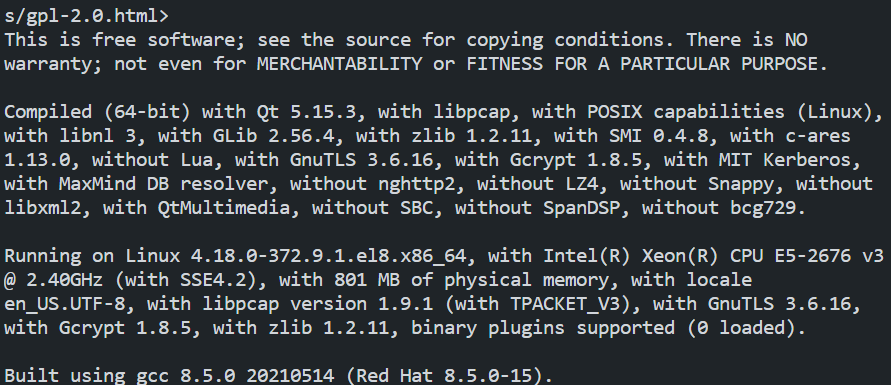 s/gpl-2.0.html>
This is free software; see the source for copying conditions. There is NO
warranty; not even for MERCHANTABILITY or FITNESS FOR A PARTICULAR PURPOSE.

Compiled (64-bit) with Qt 5.15.3, with libpcap, with POSIX capabilities (Linux),
with libnl 3, with GLib 2.56.4, with zlib 1.2.11, with SMI 0.4.8, with c-ares
1.13.0, without Lua, with GnuTLS 3.6.16, with Gcrypt 1.8.5, with MIT Kerberos,
with MaxMind DB resolver, without nghttp2, without LZ4, without Snappy, without
libxml2, with QtMultimedia, without SBC, without SpanDSP, without bcg729.

Running on Linux 4.18.0-372.9.1.el8.x86_64, with Intel(R) Xeon(R) CPU E5-2676 v3
@ 2.40GHz (with SSE4.2), with 801 MB of physical memory, with locale
en_US.UTF-8, with libpcap version 1.9.1 (with TPACKET_V3), with GnuTLS 3.6.16,
with Gcrypt 1.8.5, with zlib 1.2.11, binary plugins supported (0 loaded).

Built using gcc 8.5.0 20210514 (Red Hat 8.5.0-15).